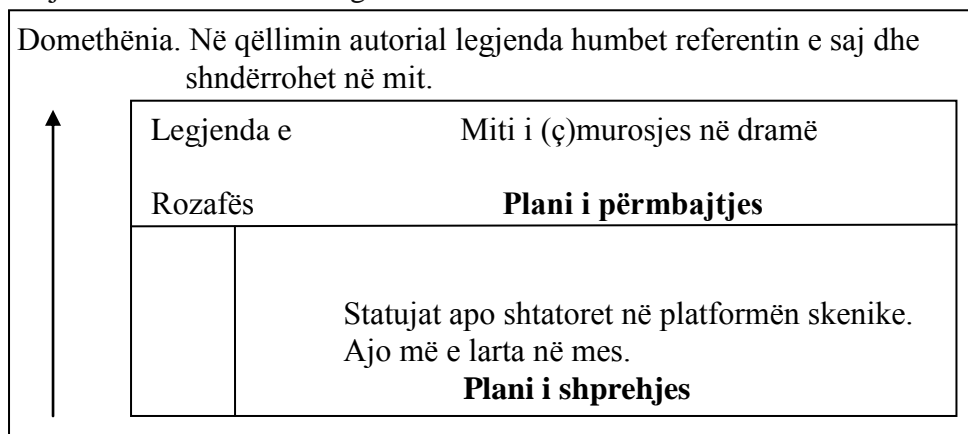 Domethënia. Në qëllimin autorial legjenda humbet referentin e saj dhe
shndërrohet në mit.
Legjenda e Miti i (ç)murosjes në dramë
Rozafës Plani i përmbajtjes
Statujat apo shtatoret në platformën skenike.
Ajo më e larta në mes.
Plani i shprehjes